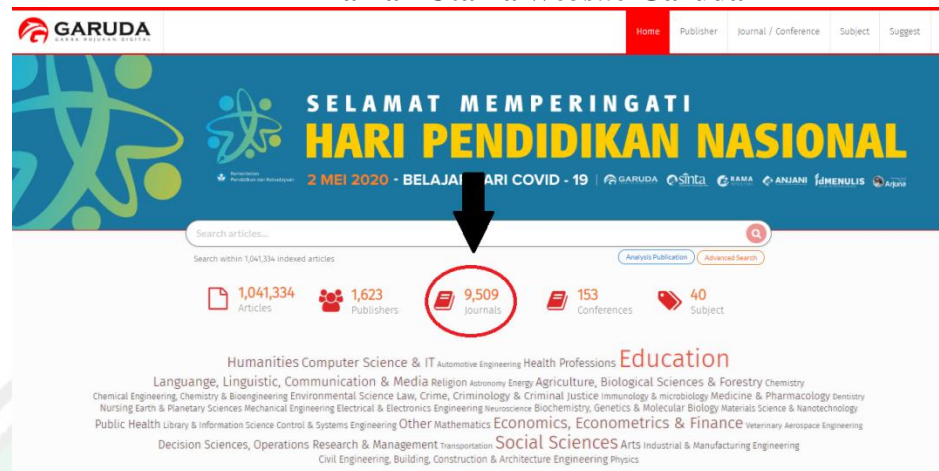 GARUDA
GARBA RUJUKAN DIGITAL
Home Publisher Journal / Conference Subject Suggest
SELAMAT MEMPERINGATI
HARI PENDIDIKAN NASIONAL
Kementerian
Pendidikan dan Kebudayaan
2 MEI 2020 - BELAJAR DARI COVID - 19 | GARUDA sinta RAMA ANJANI IdMENULIS Arjuna
Search articles...
Search within 1,041,334 indexed articles
Analysis Publication Advanced Search
1,041,334 1,623 9,509 153 40
Articles Publishers Journals Conferences Subject
Humanities Computer Science & IT Automotive Engineering Health Professions Education
Languange, Linguistic, Communication & Media Religion Astronomy Energy Agriculture, Biological Sciences & Forestry Chemistry
Chemical Engineering, Chemistry & Bioengineering Environmental Science Law, Crime, Criminology & Criminal Justice Immunology & microbiology Medicine & Pharmacology Dentistry
Nursing Earth & Planetary Sciences Mechanical Engineering Electrical & Electronics Engineering Neuroscience Biochemistry, Genetics & Molecular Biology Materials Science & Nanotechnology
Public Health Library & Information Science Control & Systems Engineering Other Mathematics Economics, Econometrics & Finance Veterinary Aerospace Engineering
Decision Sciences, Operations Research & Management Transportation Social Sciences Arts Industrial & Manufacturing Engineering
Civil Engineering, Building, Construction & Architecture Engineering Physics